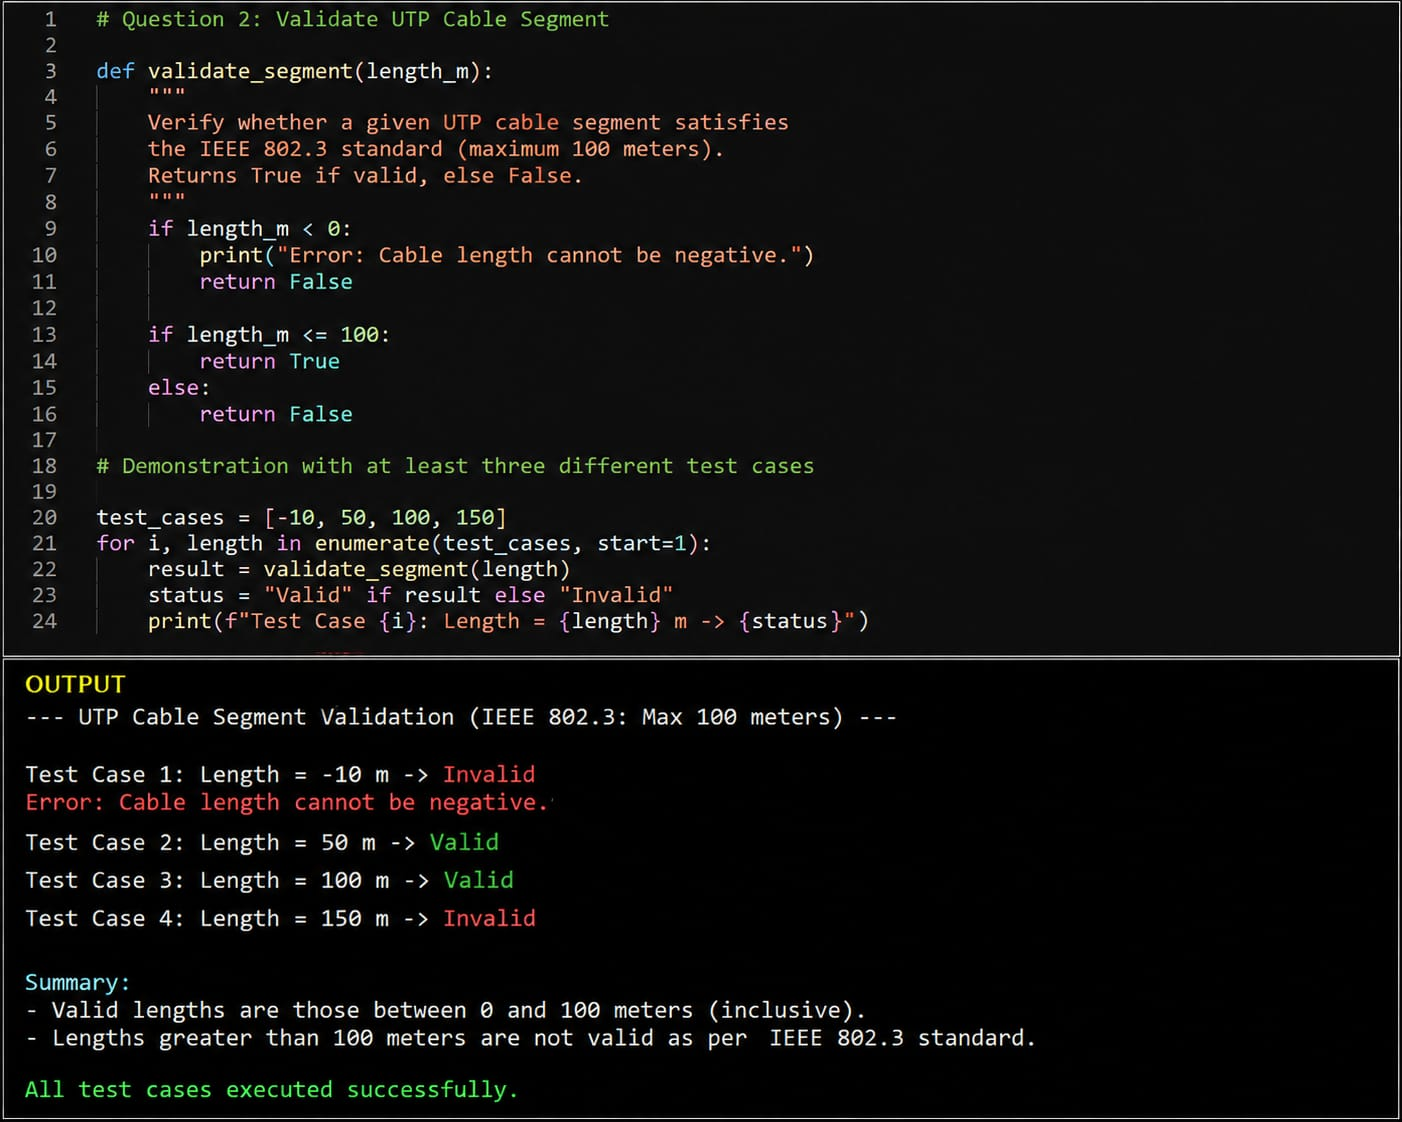 1 # Question 2: Validate UTP Cable Segment
2
3 def validate_segment(length_m):
4     """
5     Verify whether a given UTP cable segment satisfies
6     the IEEE 802.3 standard (maximum 100 meters).
7     Returns True if valid, else False.
8     """
9     if length_m < 0:
10         print("Error: Cable length cannot be negative.")
11         return False
12
13     if length_m <= 100:
14         return True
15     else:
16         return False
17
18 # Demonstration with at least three different test cases
19
20 test_cases = [-10, 50, 100, 150]
21 for i, length in enumerate(test_cases, start=1):
22     result = validate_segment(length)
23     status = "Valid" if result else "Invalid"
24     print(f"Test Case {i}: Length = {length} m -> {status}")
OUTPUT
--- UTP Cable Segment Validation (IEEE 802.3: Max 100 meters) ---
Test Case 1: Length = -10 m -> Invalid
Error: Cable length cannot be negative.
Test Case 2: Length = 50 m -> Valid
Test Case 3: Length = 100 m -> Valid
Test Case 4: Length = 150 m -> Invalid
Summary:
- Valid lengths are those between 0 and 100 meters (inclusive).
- Lengths greater than 100 meters are not valid as per IEEE 802.3 standard.
All test cases executed successfully.